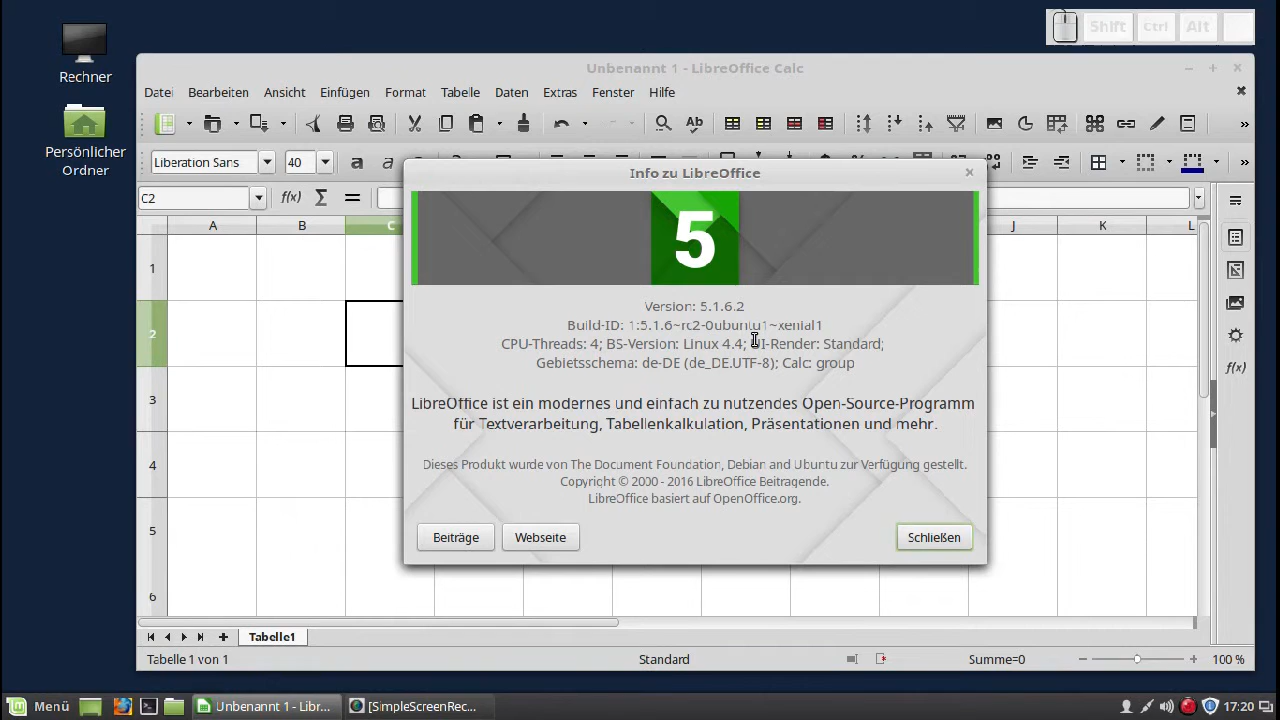 Shift Ctrl Alt
Rechner
Persönlicher
Ordner
Unbenannt 1 - LibreOffice Calc
Datei Bearbeiten Ansicht Einfügen Format Tabelle Daten Extras Fenster Hilfe
Liberation Sans 40 a a
C2 f(x) Σ =
A B C J K L
1
2
3
4
5
6
Info zu LibreOffice
5
Version: 5.1.6.2
Build-ID: 1:5.1.6~rc2-0ubuntu1~xenial1
CPU-Threads: 4; BS-Version: Linux 4.4; UI-Render: Standard;
Gebietsschema: de-DE (de_DE.UTF-8); Calc: group
LibreOffice ist ein modernes und einfach zu nutzendes Open-Source-Programm
für Textverarbeitung, Tabellenkalkulation, Präsentationen und mehr.
Dieses Produkt wurde von The Document Foundation, Debian and Ubuntu zur Verfügung gestellt.
Copyright © 2000 - 2016 LibreOffice Beitragende.
LibreOffice basiert auf OpenOffice.org.
Beiträge Webseite Schließen
Tabelle1
Tabelle 1 von 1 Standard Summe=0 100 %
Menü Unbenannt 1 - Libr... [SimpleScreenRec... 17:20